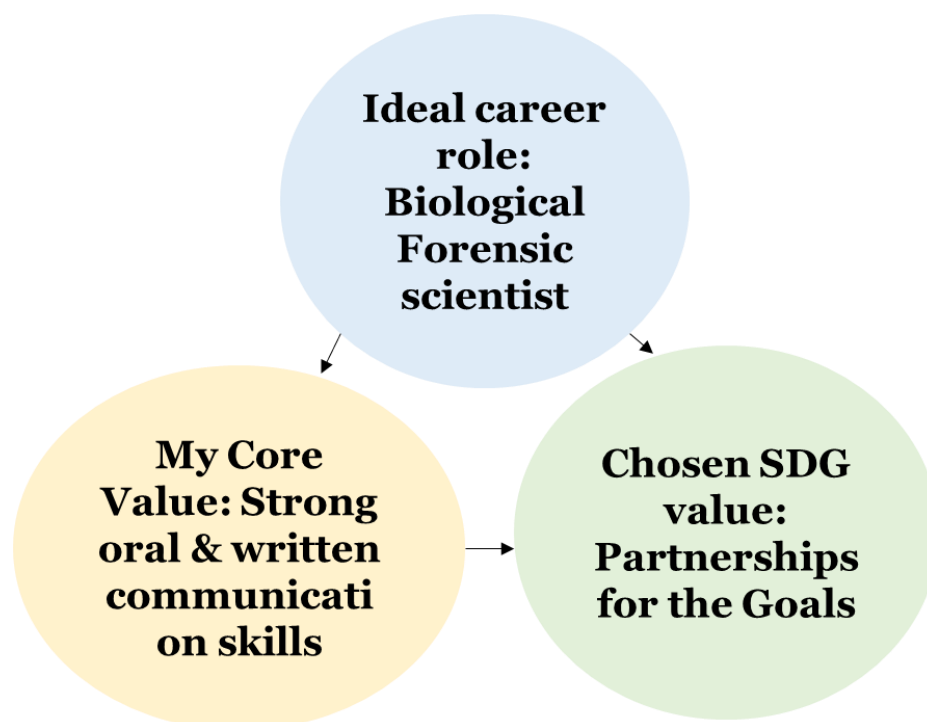 Ideal career
role:
Biological
Forensic
scientist
My Core
Value: Strong
oral & written
communicati
on skills
Chosen SDG
value:
Partnerships
for the Goals